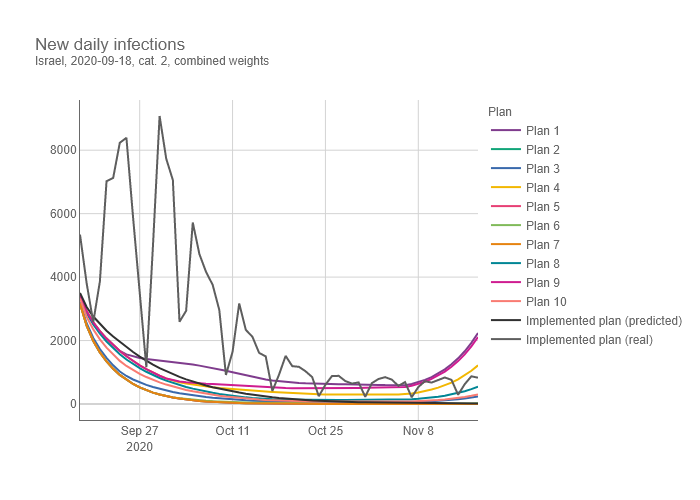 New daily infections
Israel, 2020-09-18, cat. 2, combined weights
Plan
Plan 1
Plan 2
Plan 3
Plan 4
Plan 5
Plan 6
Plan 7
Plan 8
Plan 9
Plan 10
Implemented plan (predicted)
Implemented plan (real)
8000
6000
4000
2000
0
Sep 27 Oct 11 Oct 25 Nov 8
2020